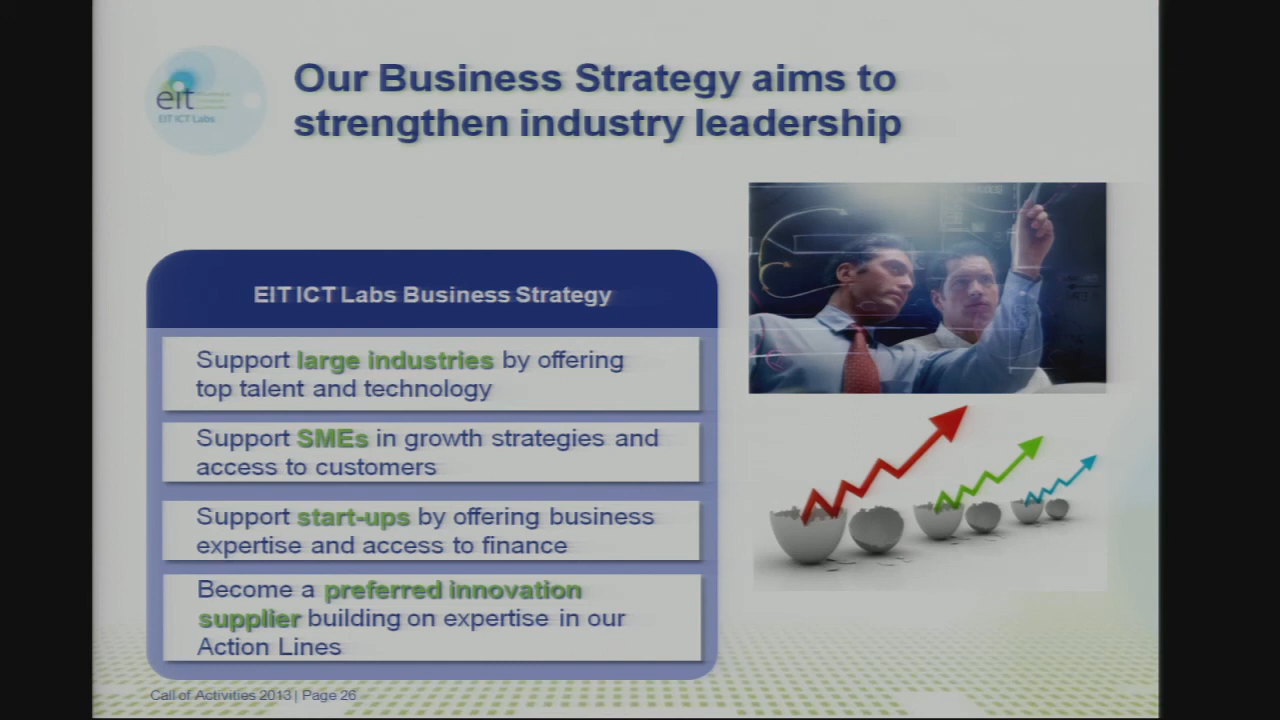 eit
EIT ICT Labs
Our Business Strategy aims to
strengthen industry leadership
EIT ICT Labs Business Strategy
Support large industries by offering
top talent and technology
Support SMEs in growth strategies and
access to customers
Support start-ups by offering business
expertise and access to finance
Become a preferred innovation
supplier building on expertise in our
Action Lines
Call of Activities 2013 | Page 26